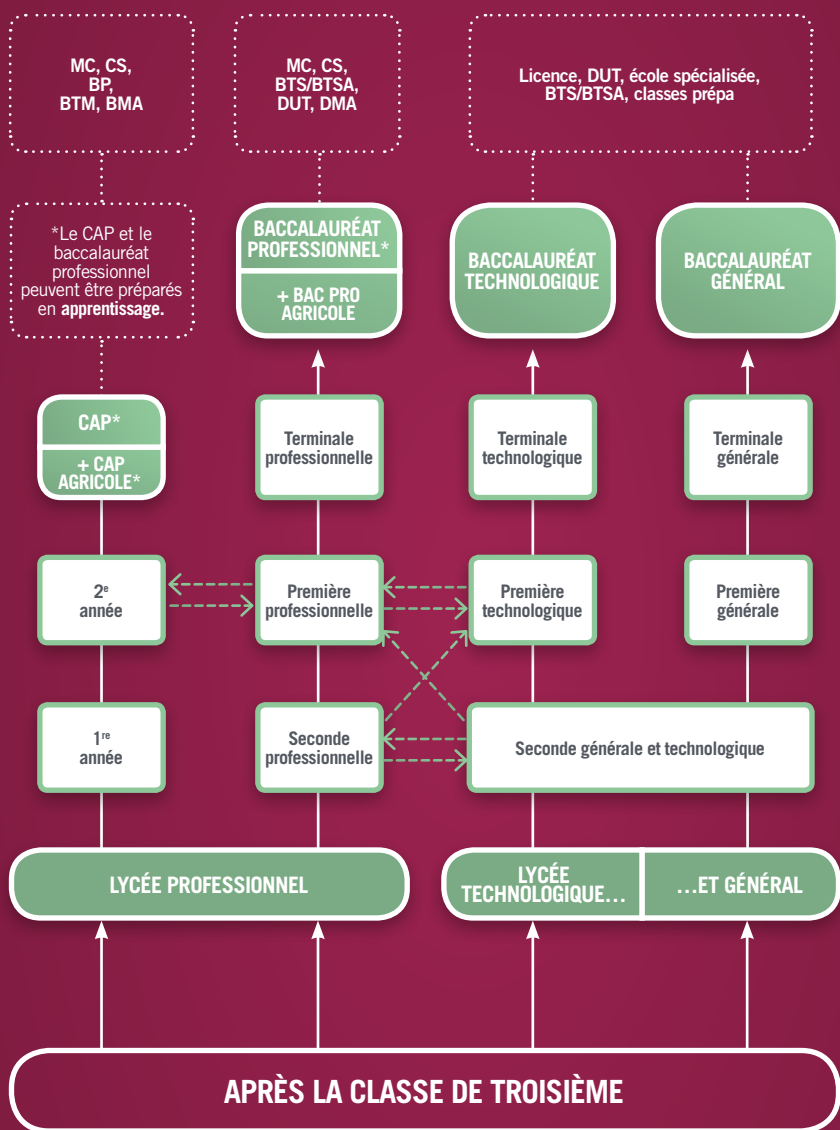 MC, CS,
BP,
BTM, BMA
MC, CS,
BTS/BTSA,
DUT, DMA
Licence, DUT, école spécialisée,
BTS/BTSA, classes prépa
*Le CAP et le
baccalauréat
professionnel
peuvent être préparés
en apprentissage.
BACCALAURÉAT
PROFESSIONNEL*
+ BAC PRO
AGRICOLE
BACCALAURÉAT
TECHNOLOGIQUE
BACCALAURÉAT
GÉNÉRAL
CAP*
+ CAP
AGRICOLE*
Terminale
professionnelle
Terminale
technologique
Terminale
générale
2e
année
Première
professionnelle
Première
technologique
Première
générale
1re
année
Seconde
professionnelle
Seconde générale et technologique
LYCÉE PROFESSIONNEL
LYCÉE
TECHNOLOGIQUE...
...ET GÉNÉRAL
APRÈS LA CLASSE DE TROISIÈME